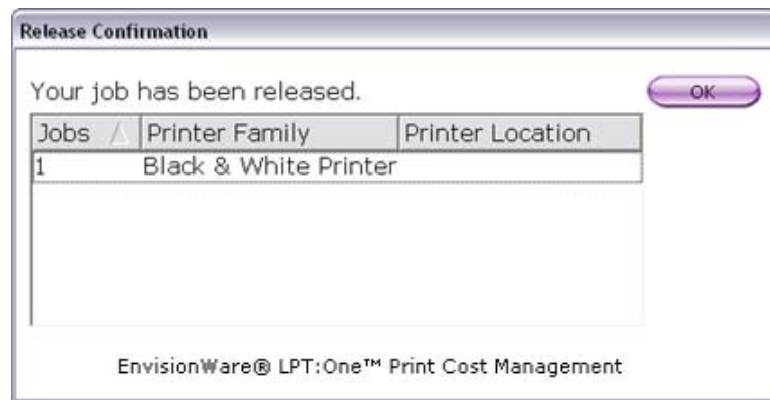 Release Confirmation
Your job has been released.
OK
Jobs Printer Family Printer Location
1 Black & White Printer
EnvisionWare® LPT:One™ Print Cost Management